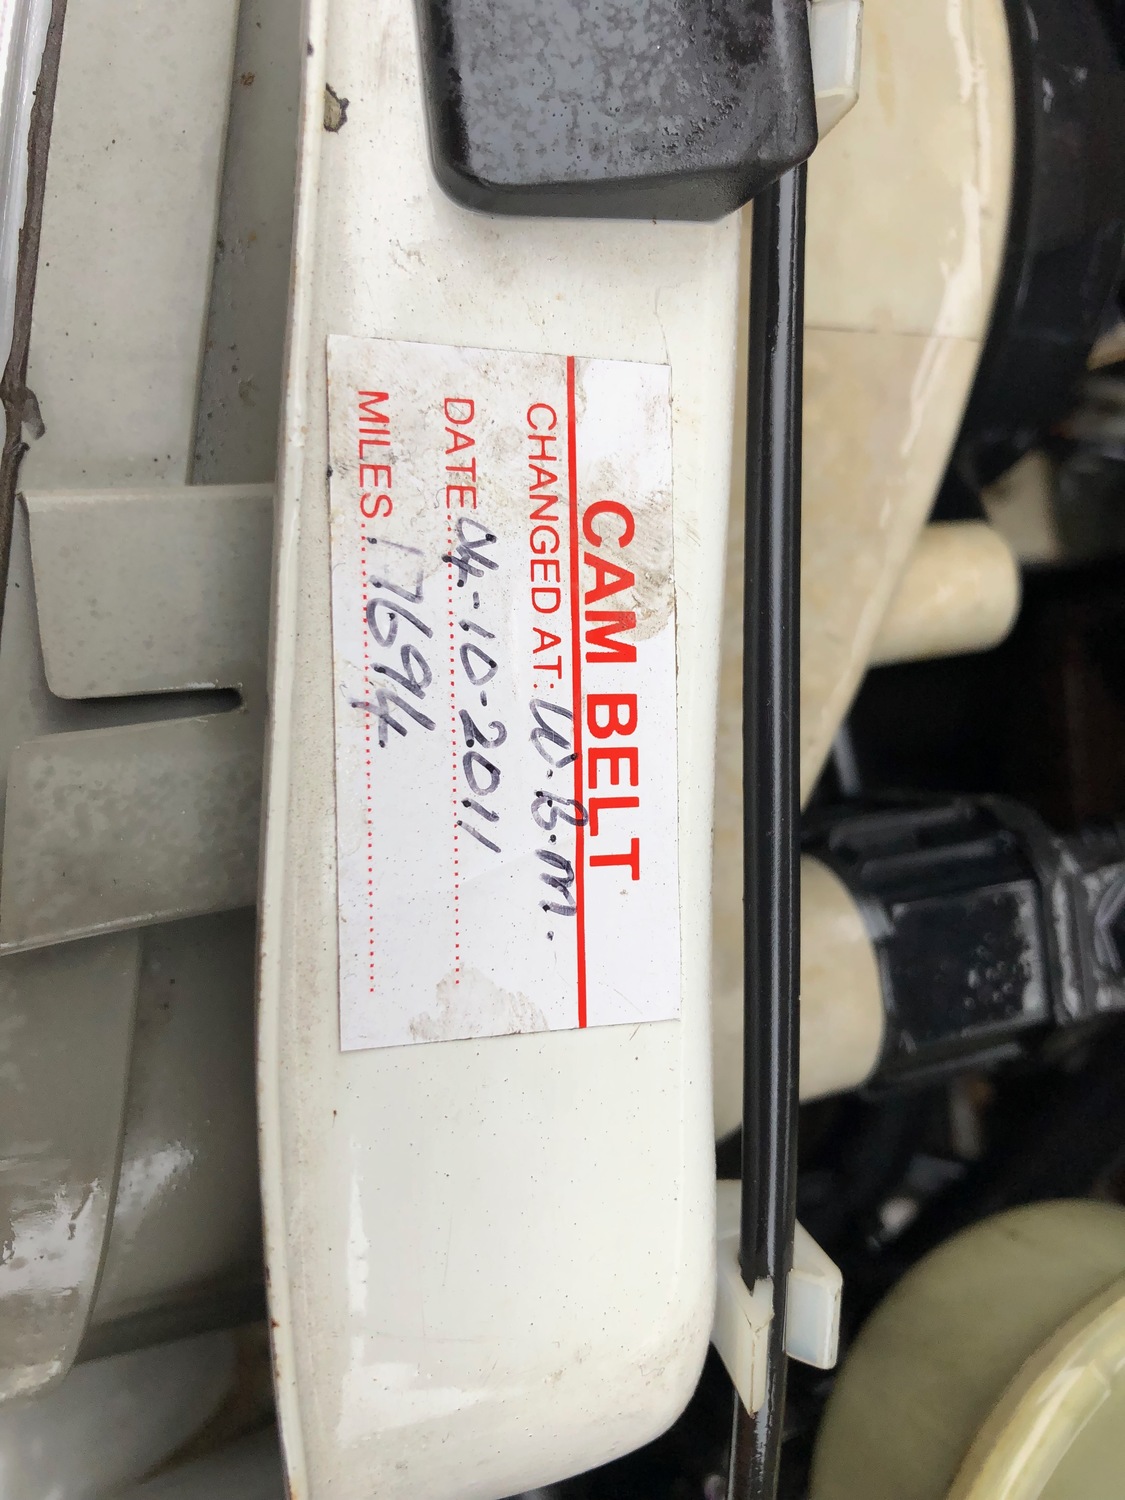 CAM BELT
CHANGED AT: W.B.M.
DATE 04-10-2011
MILES 17694